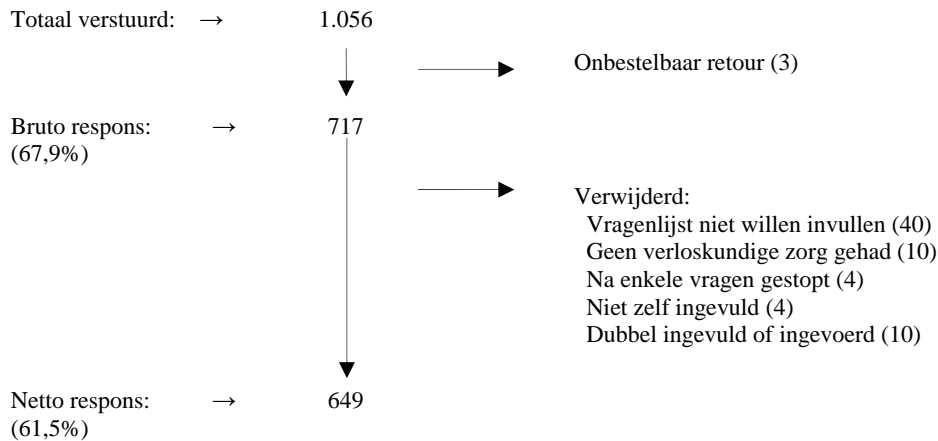 Totaal verstuurd: → 1.056
Onbestelbaar retour (3)
Bruto respons: → 717
(67,9%)
Verwijderd:
Vragenlijst niet willen invullen (40)
Geen verloskundige zorg gehad (10)
Na enkele vragen gestopt (4)
Niet zelf ingevuld (4)
Dubbel ingevuld of ingevoerd (10)
Netto respons: → 649
(61,5%)